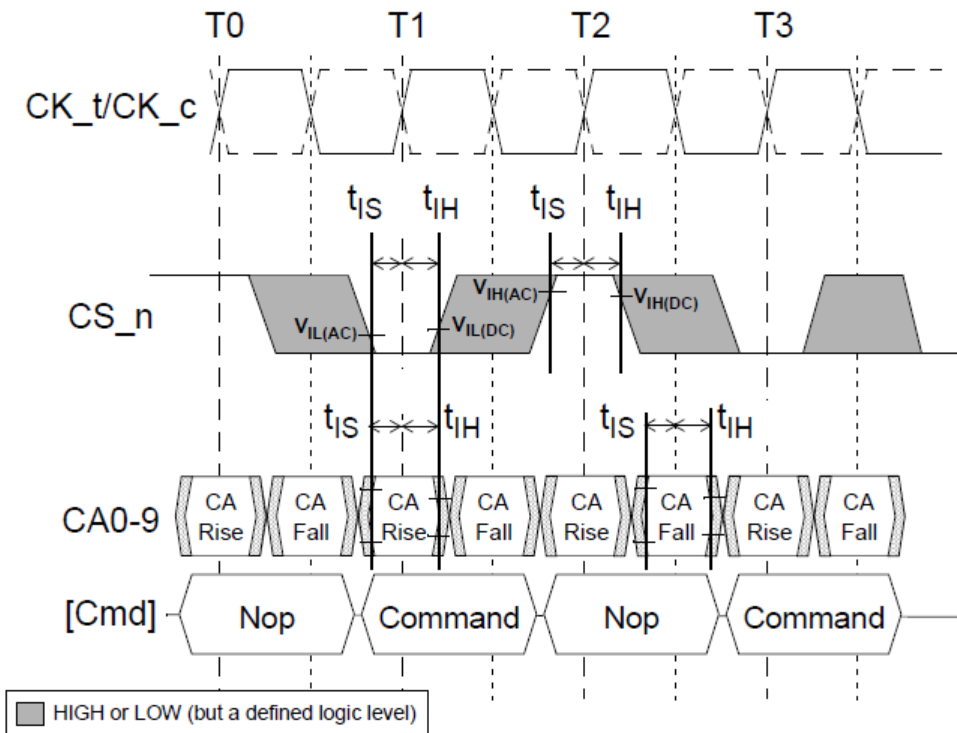 T0 T1 T2 T3
CK_t/CK_c
tIS tIH tIS tIH
CS_n
VIL(AC) VIL(DC) VIH(AC) VIH(DC)
tIS tIH tIS tIH
CA0-9
CA Rise CA Fall CA Rise CA Fall CA Rise CA Fall CA Rise CA Fall
[Cmd] Nop Command Nop Command
HIGH or LOW (but a defined logic level)